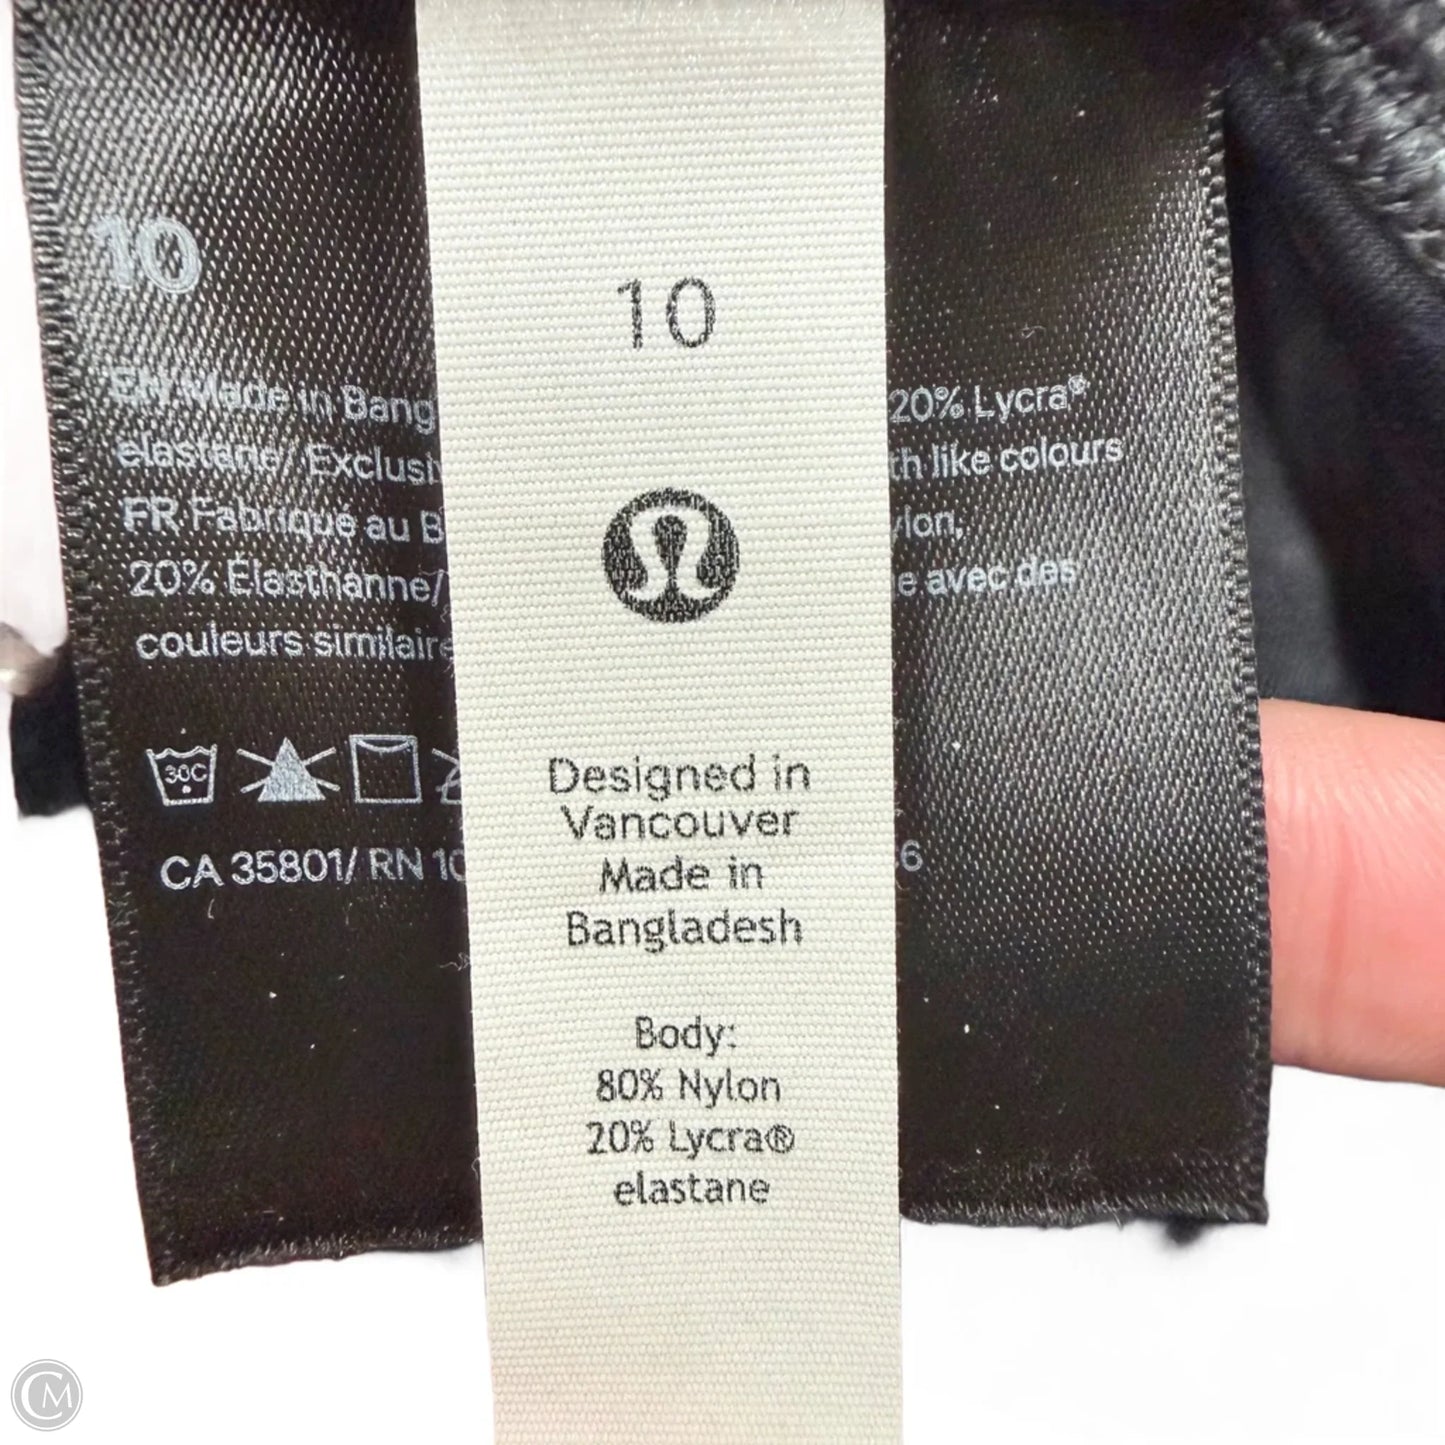 10
EN Made in Bang
elastane/ Exclusi
FR Fabriqué au B
20% Élasthanne/
couleurs similaire
30C
CA 35801/ RN 10
10
Designed in
Vancouver
Made in
Bangladesh
Body:
80% Nylon
20% Lycra®
elastane
20% Lycra®
th like colours
ylon,
e avec des
6
CM